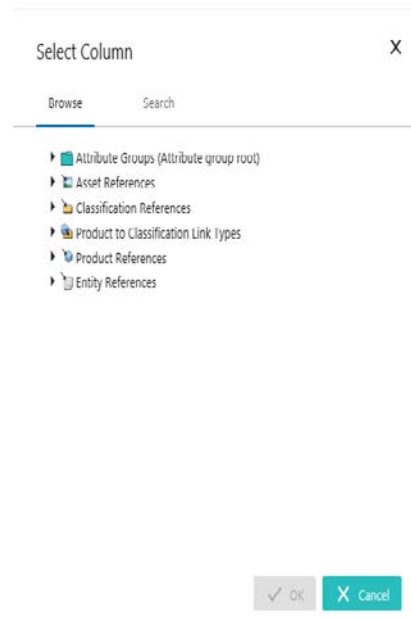 Select Column X
Browse Search
Attribute Groups (Attribute group root)
Asset References
Classification References
Product to Classification Link Types
Product References
Entity References
OK X Cancel